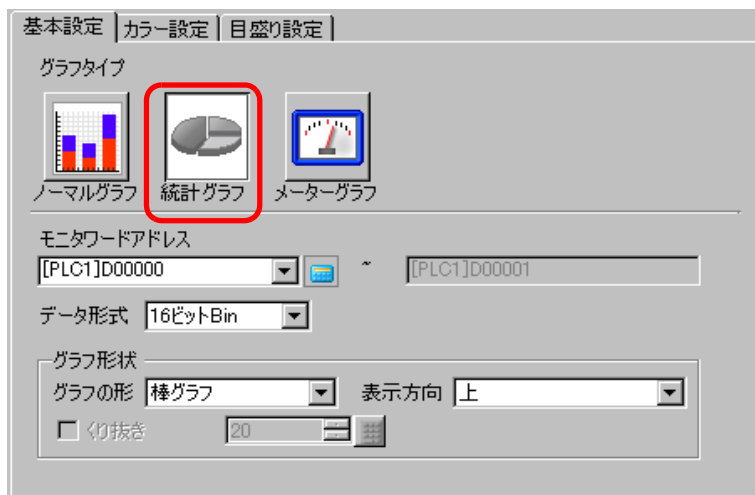 基本設定 カラー設定 目盛り設定
グラフタイプ
ノーマルグラフ 統計グラフ メーターグラフ
モニタワードアドレス
[PLC1]D00000 ~ [PLC1]D00001
データ形式 16ビットBin
グラフ形状
グラフの形 棒グラフ 表示方向 上
くり抜き 20